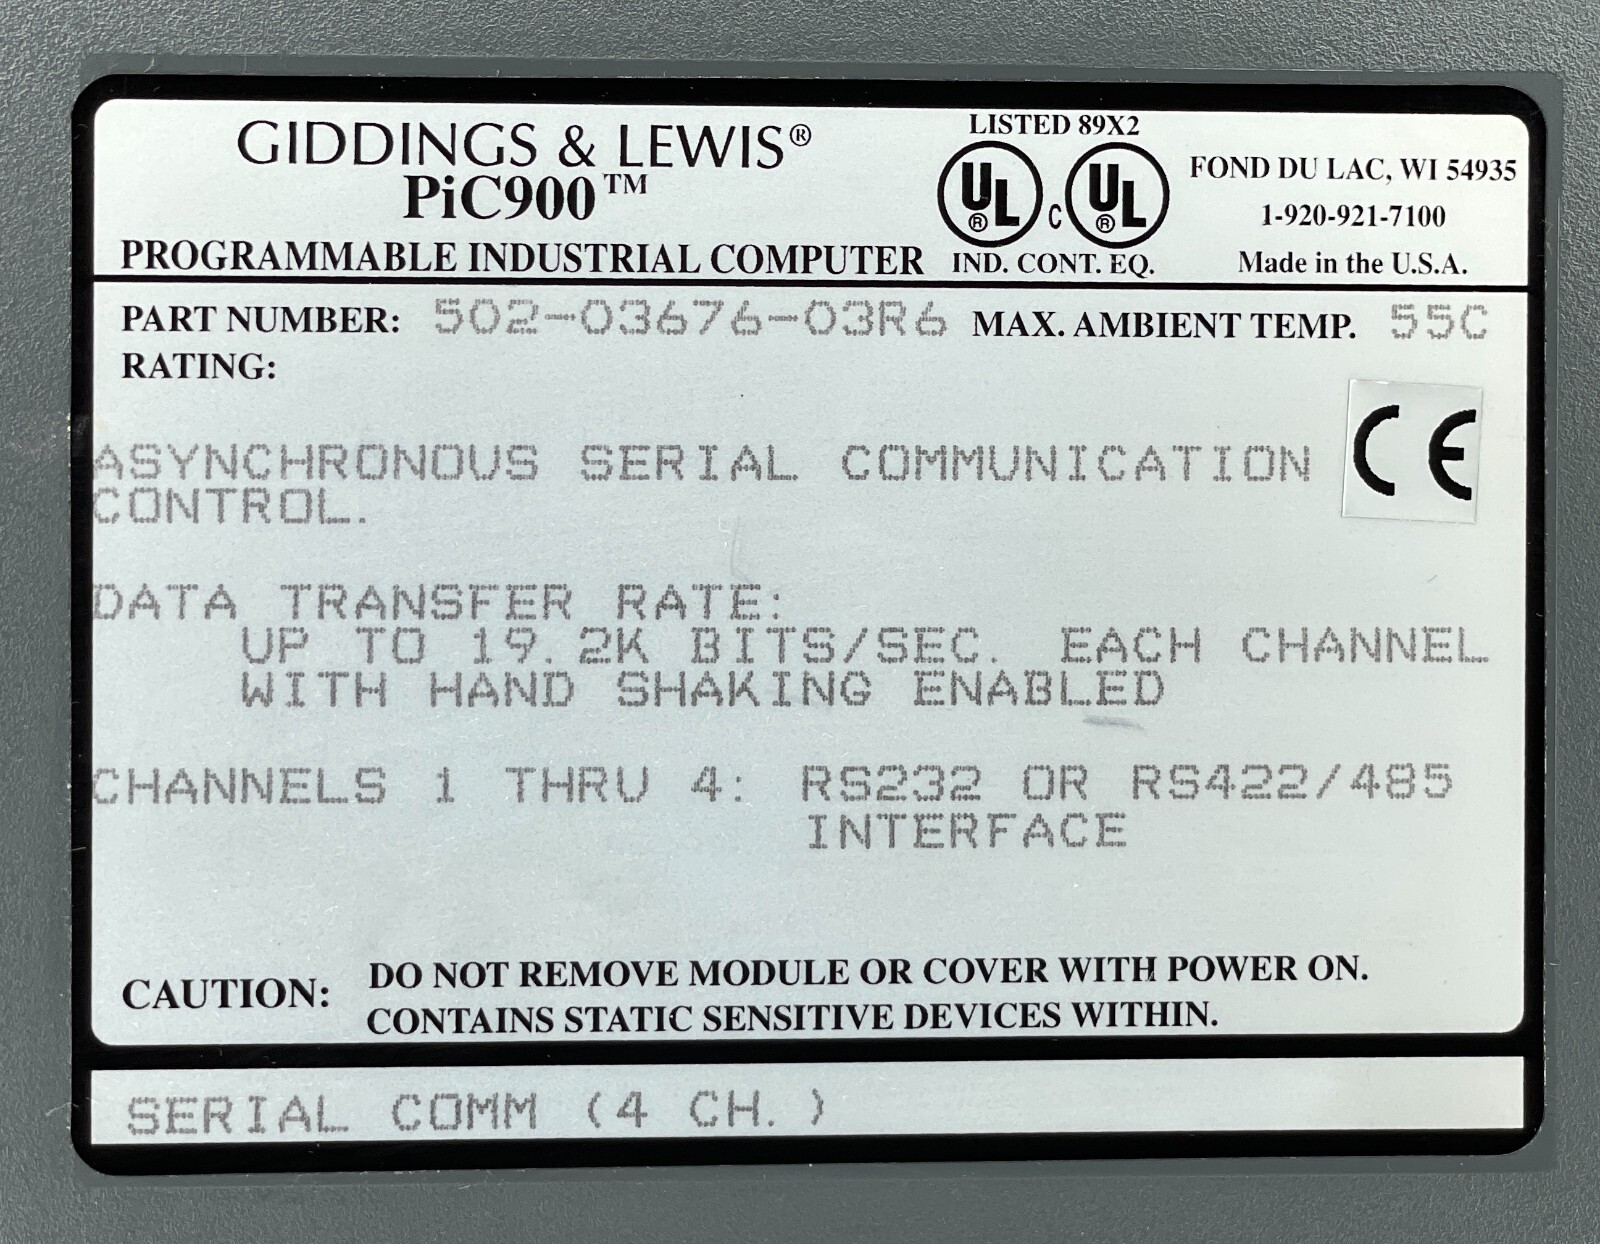 GIDDINGS & LEWIS®
PiC900™
PROGRAMMABLE INDUSTRIAL COMPUTER
LISTED 89X2
UL® c UL®
IND. CONT. EQ.
FOND DU LAC, WI 54935
1-920-921-7100
Made in the U.S.A.
PART NUMBER: 502-03676-03R6 MAX. AMBIENT TEMP. 55C
RATING:
CE
ASYNCHRONOUS SERIAL COMMUNICATION
CONTROL.
DATA TRANSFER RATE:
UP TO 19.2K BITS/SEC. EACH CHANNEL
WITH HAND SHAKING ENABLED
CHANNELS 1 THRU 4: RS232 OR RS422/485
INTERFACE
CAUTION: DO NOT REMOVE MODULE OR COVER WITH POWER ON.
CONTAINS STATIC SENSITIVE DEVICES WITHIN.
SERIAL COMM (4 CH. )